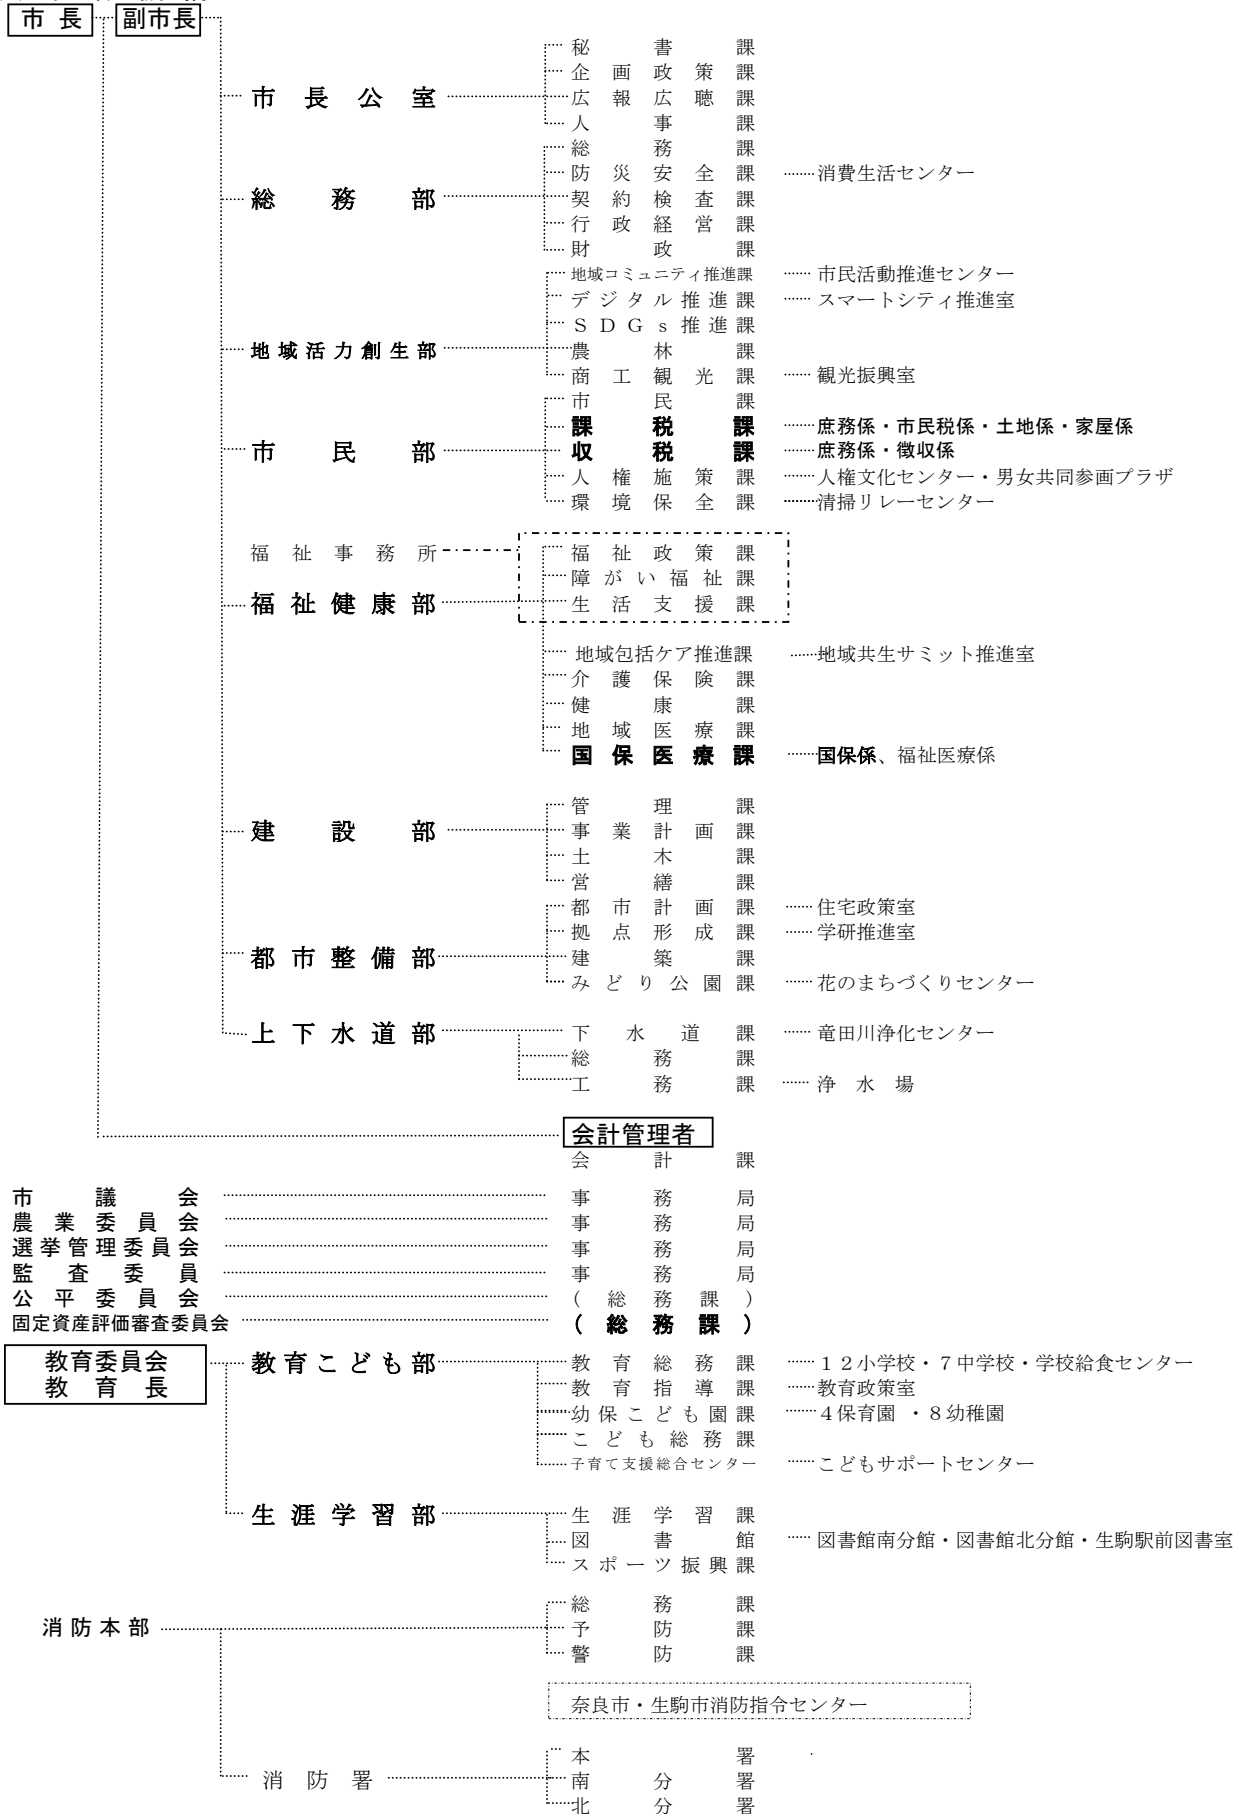 市長 副市長
秘書課
企画政策課
市長公室 広報広聴課
人事課
総務課
防災安全課 消費生活センター
総務部 契約検査課
行政経営課
財政課
地域コミュニティ推進課 市民活動推進センター
デジタル推進課 スマートシティ推進室
SDGs推進課
地域活力創生部 農林課
商工観光課 観光振興室
市民課
課税課 庶務係・市民税係・土地係・家屋係
市民部 収税課 庶務係・徴収係
人権施策課 人権文化センター・男女共同参画プラザ
環境保全課 清掃リレーセンター
福祉事務所 福祉政策課
障がい福祉課
福祉健康部 生活支援課
地域包括ケア推進課 地域共生サミット推進室
介護保険課
健康課
地域医療課
国保医療課 国保係、福祉医療係
管理課
建設部 事業計画課
土木課
営繕課
都市計画課 住宅政策室
拠点形成課 学研推進室
都市整備部 建築課
みどり公園課 花のまちづくりセンター
上下水道部 下水道課 竜田川浄化センター
総務課
工務課 浄水場
会計管理者
会計課
市議会 事務局
農業委員会 事務局
選挙管理委員会 事務局
監査委員 事務局
公平委員会 (総務課)
固定資産評価審査委員会 (総務課)
教育委員会
教育長
教育こども部 教育総務課 12小学校・7中学校・学校給食センター
教育指導課 教育政策室
幼保こども園課 4保育園 ・8幼稚園
こども総務課
子育て支援総合センター こどもサポートセンター
生涯学習部 生涯学習課
図書館 図書館南分館・図書館北分館・生駒駅前図書室
スポーツ振興課
総務課
消防本部 予防課
警防課
奈良市・生駒市消防指令センター
本署
消防署 南分署
北分署